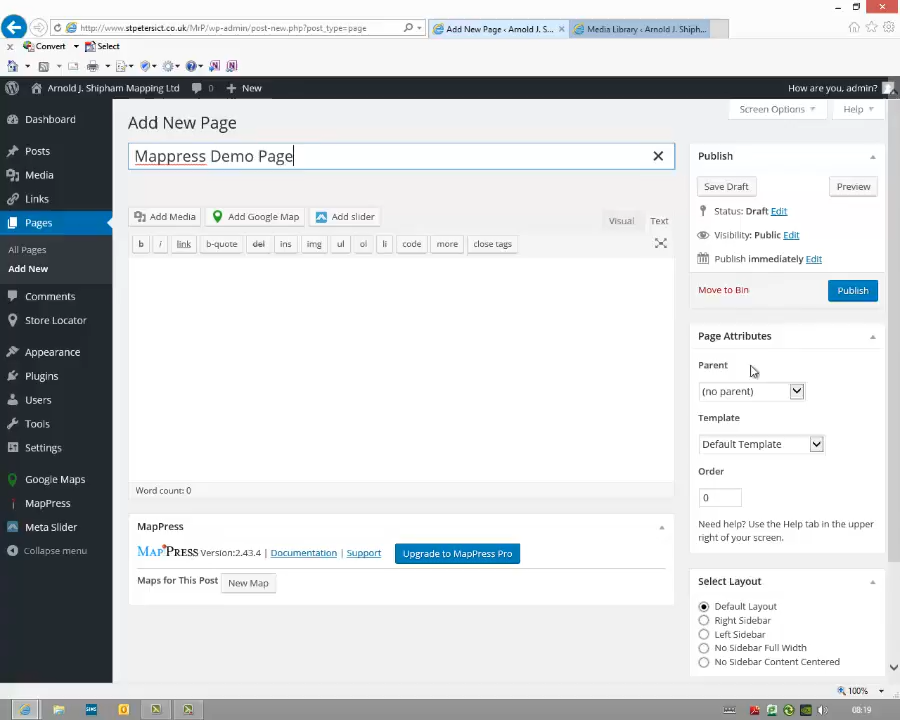 http://www.stpetersict.co.uk/MrP/wp-admin/post-new.php?post_type=page
Add New Page ‹ Arnold J. S...
Media Library ‹ Arnold J. Shiph...
Convert
Select
Arnold J. Shipham Mapping Ltd
0
New
How are you, admin?
Screen Options
Help
Dashboard
Posts
Media
Links
Pages
All Pages
Add New
Comments
Store Locator
Appearance
Plugins
Users
Tools
Settings
Google Maps
MapPress
Meta Slider
Collapse menu
Add New Page
Mappress Demo Page
Add Media
Add Google Map
Add slider
Visual
Text
b
i
link
b-quote
del
ins
img
ul
ol
li
code
more
close tags
Word count: 0
MapPress
MAPPRESS Version:2.43.4 | Documentation | Support
Upgrade to MapPress Pro
Maps for This Post
New Map
Publish
Save Draft
Preview
Status: Draft Edit
Visibility: Public Edit
Publish immediately Edit
Move to Bin
Publish
Page Attributes
Parent
(no parent)
Template
Default Template
Order
0
Need help? Use the Help tab in the upper
right of your screen.
Select Layout
Default Layout
Right Sidebar
Left Sidebar
No Sidebar Full Width
No Sidebar Content Centered
100%
08:19